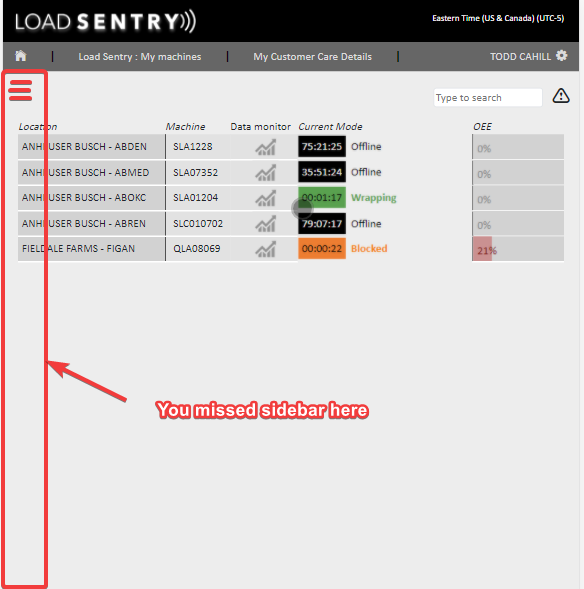 LOAD SENTRY
Eastern Time (US & Canada) (UTC-5)
| Load Sentry : My machines | My Customer Care Details | TODD CAHILL
Type to search
Location Machine Data monitor Current Mode OEE
ANHEUSER BUSCH - ABDEN SLA1228 75:21:25 Offline 0%
ANHEUSER BUSCH - ABMED SLA07352 35:51:24 Offline 0%
ANHEUSER BUSCH - ABOKC SLA01204 00:01:17 Wrapping 0%
ANHEUSER BUSCH - ABREN SLC010702 79:07:17 Offline 0%
FIELDALE FARMS - FIGAN QLA08069 00:00:22 Blocked 21%
You missed sidebar here